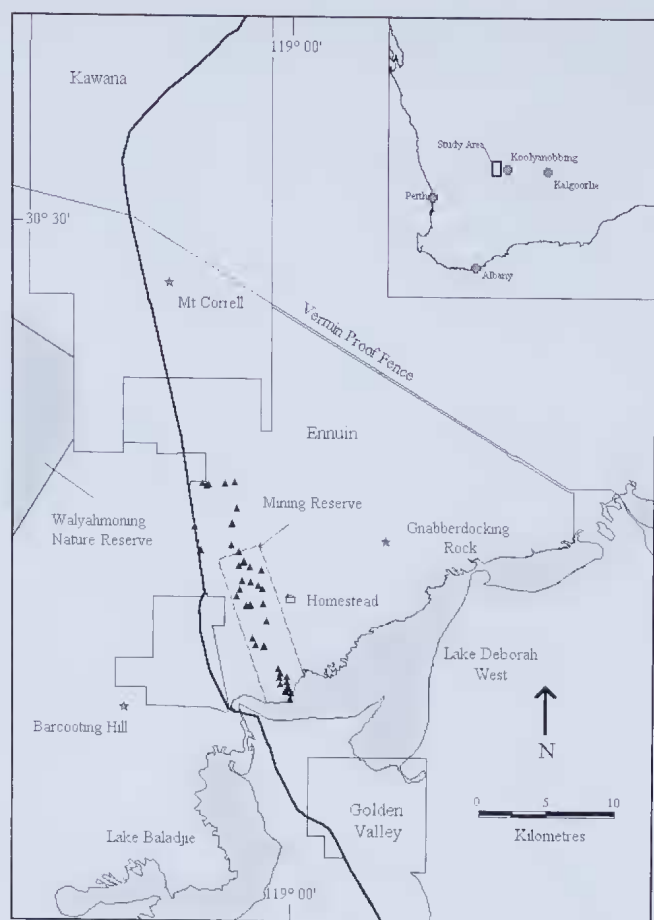 119° 00'
Kawana
Study Area
Koolyanobbing
Kalgoorlie
Perth
30° 30'
Albany
Mt Correll
Vermin Proof Fence
Ennuin
Mining Reserve
Walyahmoning
Nature Reserve
Gnabberdocking
Rock
Homestead
Lake Deborah
West
Barcooting Hill
N
Golden
Valley
0 5 10
Kilometres
Lake Baladjie
119° 00'